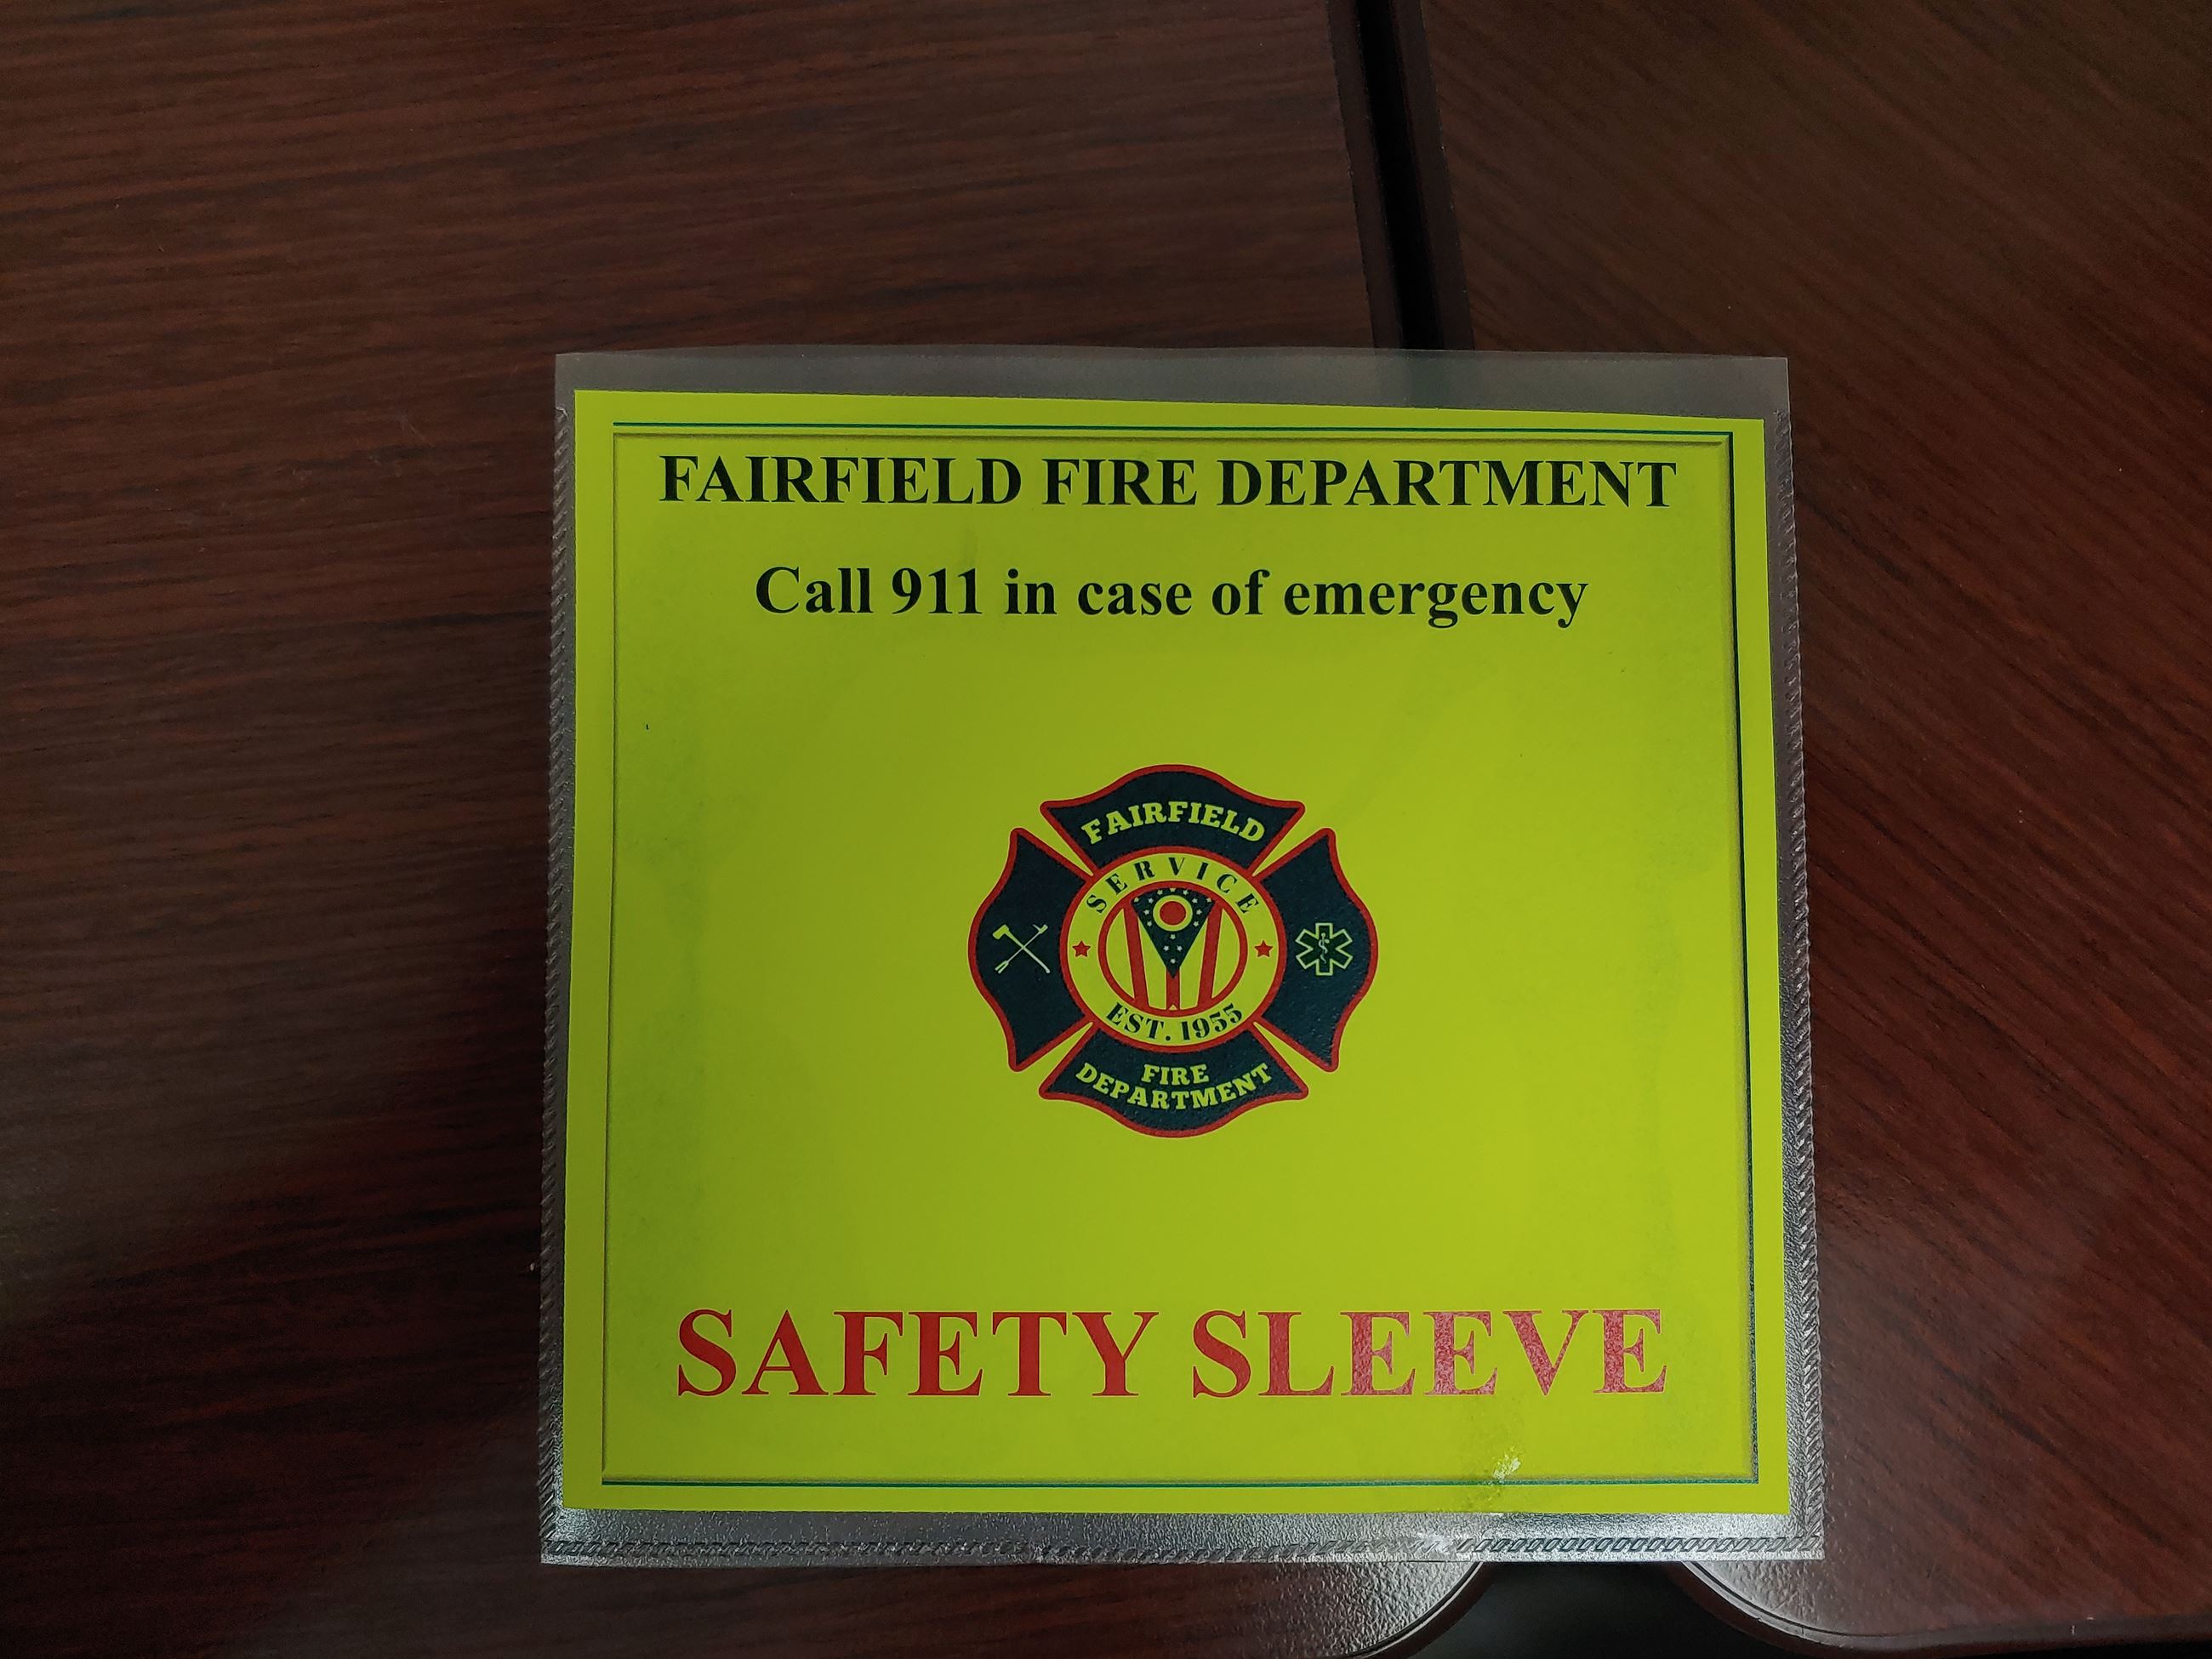 FAIRFIELD FIRE DEPARTMENT
Call 911 in case of emergency
FAIRFIELD
SERVICE
EST. 1955
FIRE
DEPARTMENT
SAFETY SLEEVE